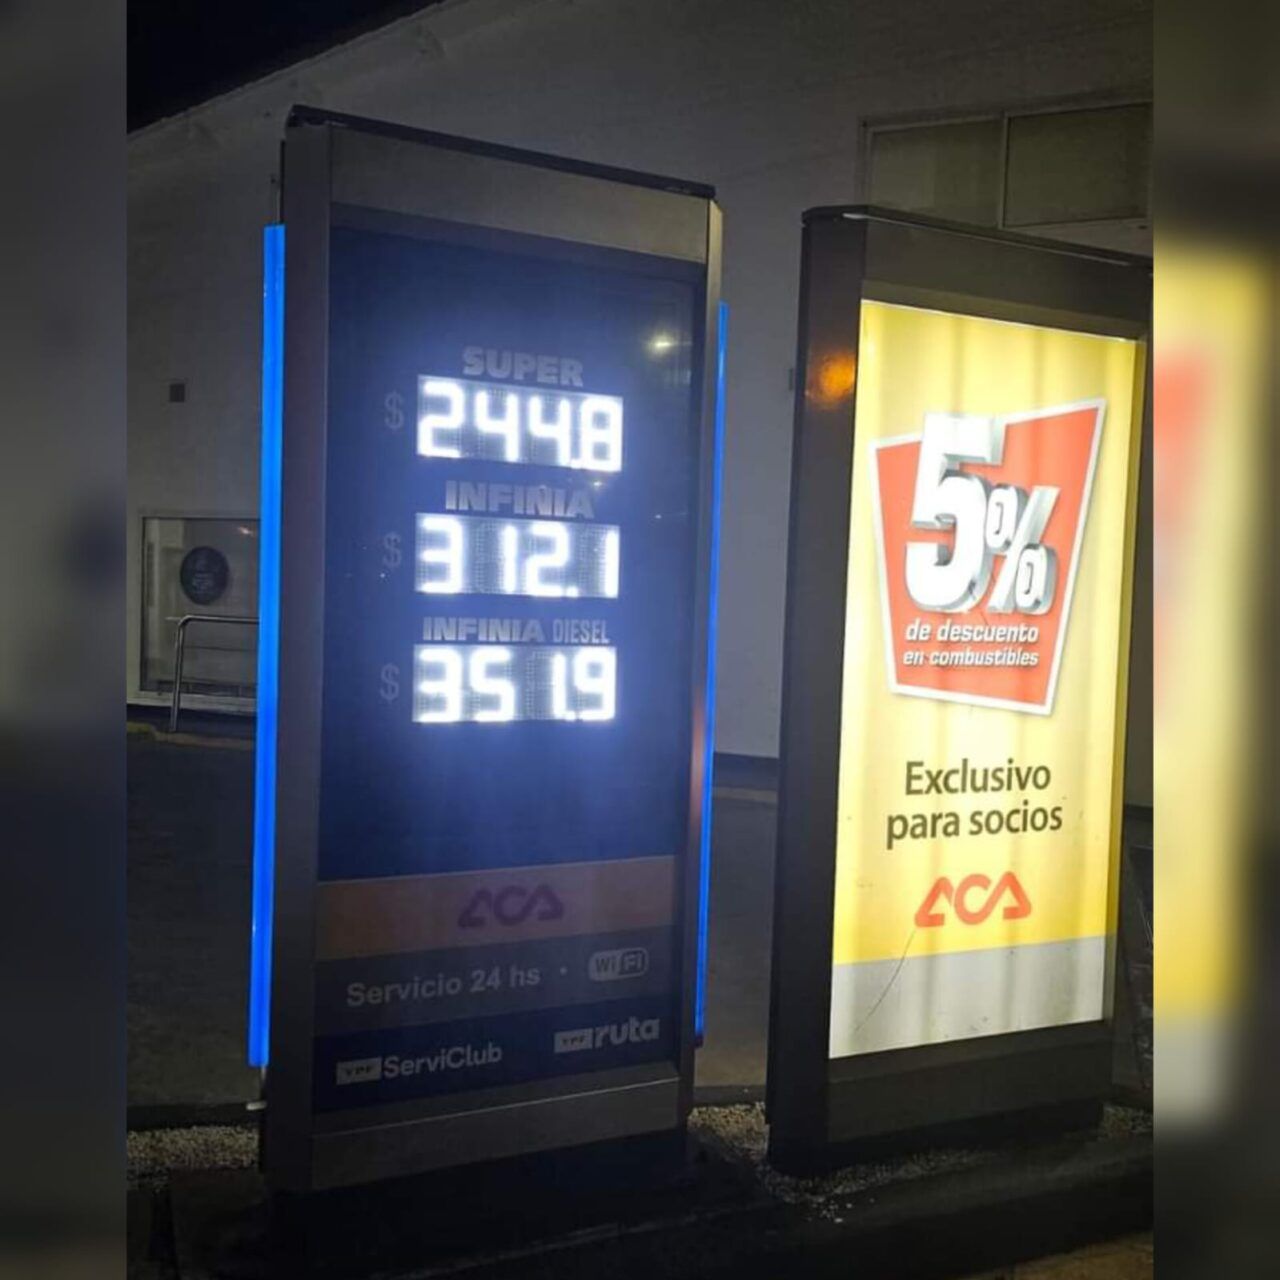 SUPER
$ 244.8
INFINIA
$ 312.1
INFINIA DIESEL
$ 351.9
ACA
Servicio 24 hs · WiFi
YPF ServiClub YPF ruta
5%
de descuento
en combustibles
Exclusivo
para socios
ACA